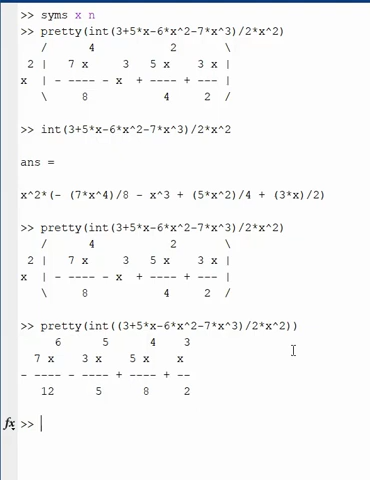 >> syms x n
>> pretty(int(3+5*x-6*x^2-7*x^3)/2*x^2)
/ 4 2 \
2 | 7 x 3 5 x 3 x |
x | - ---- - x + ---- + --- |
\ 8 4 2 /
>> int(3+5*x-6*x^2-7*x^3)/2*x^2
ans =
x^2*(- (7*x^4)/8 - x^3 + (5*x^2)/4 + (3*x)/2)
>> pretty(int(3+5*x-6*x^2-7*x^3)/2*x^2)
/ 4 2 \
2 | 7 x 3 5 x 3 x |
x | - ---- - x + ---- + --- |
\ 8 4 2 /
>> pretty(int((3+5*x-6*x^2-7*x^3)/2*x^2))
6 5 4 3
7 x 3 x 5 x x
- ---- - ---- + ---- + --
12 5 8 2
fx >>